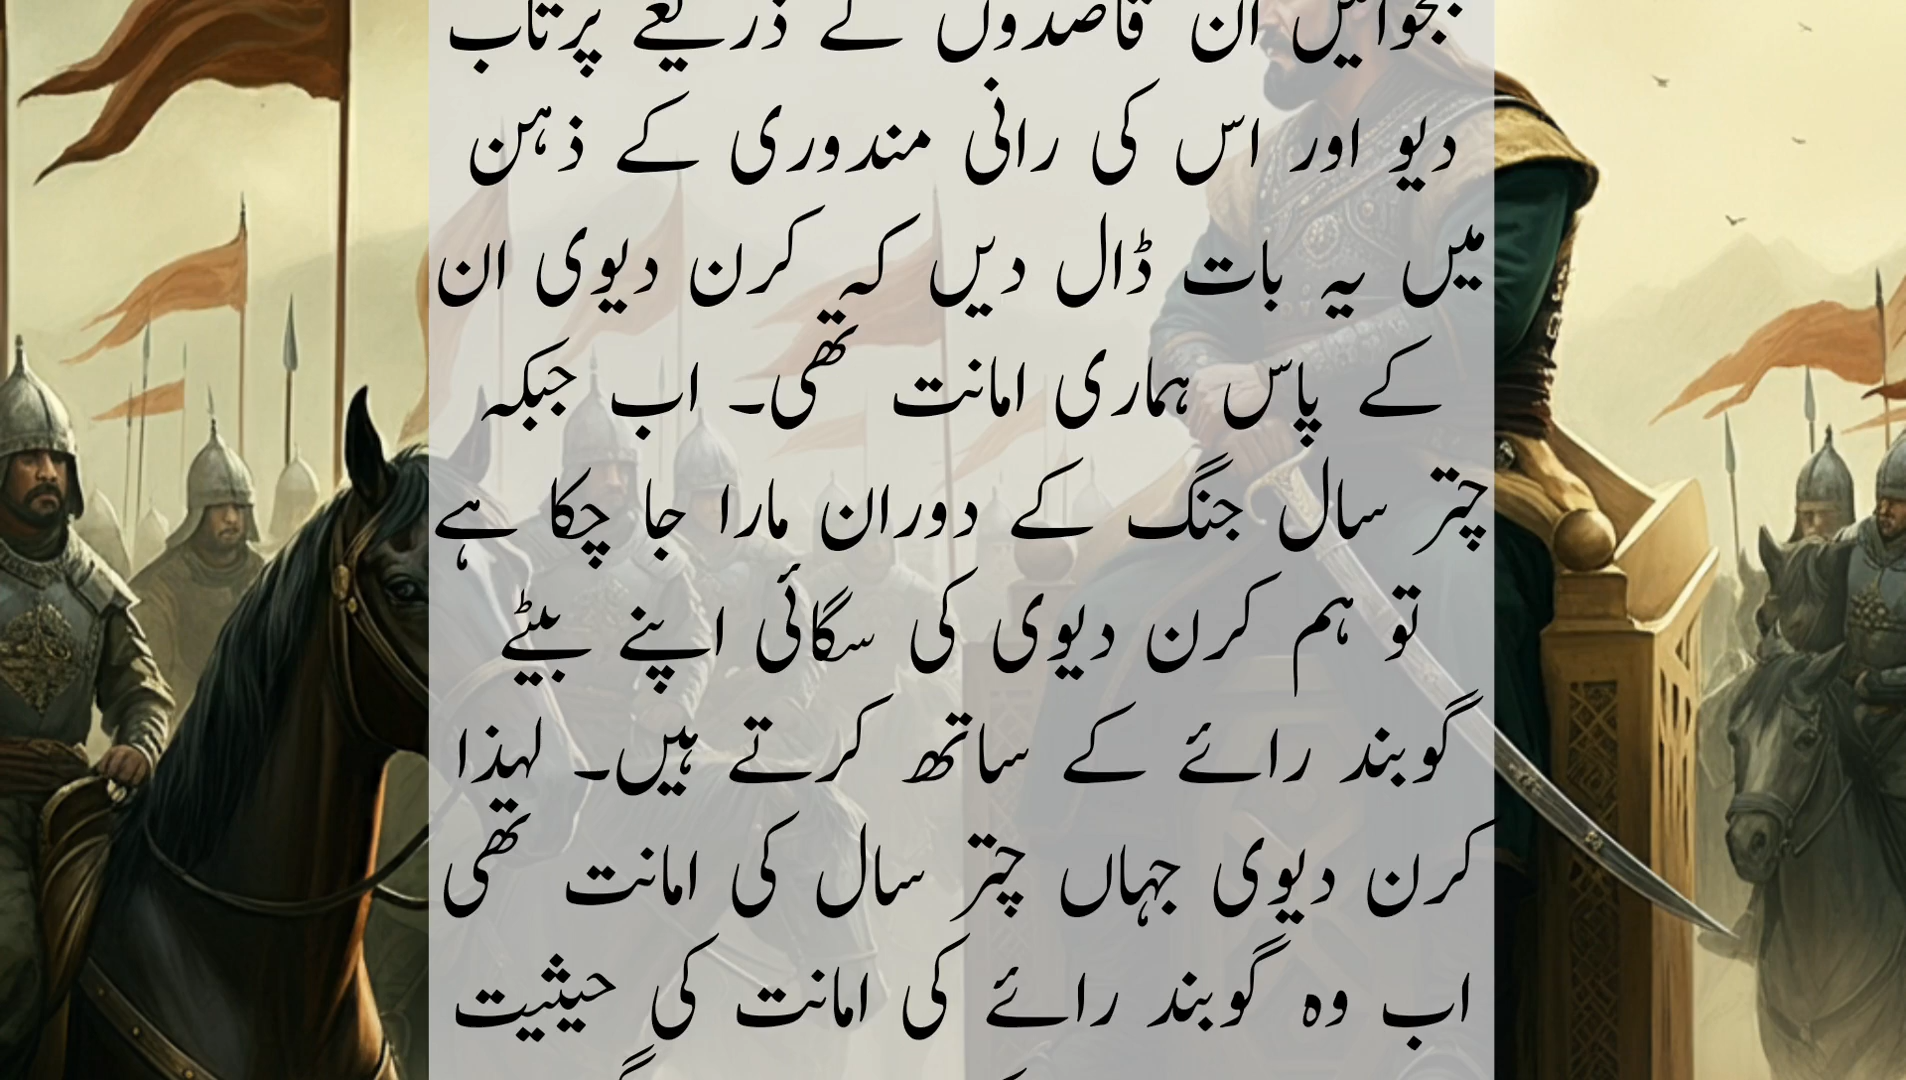 بھجوائیں ان قاصدوں کے ذریعے پرتاب
دیو اور اس کی رانی مندوری کے ذہن
میں یہ بات ڈال دیں کہ کرن دیوی ان
کے پاس ہماری امانت تھی۔ اب جبکہ
چتر سال جنگ کے دوران مارا جا چکا ہے
تو ہم کرن دیوی کی سگائی اپنے بیٹے
گوبند رائے کے ساتھ کرتے ہیں۔ لہذا
کرن دیوی جہاں چتر سال کی امانت تھی
اب وہ گوبند رائے کی امانت کی حیثیت